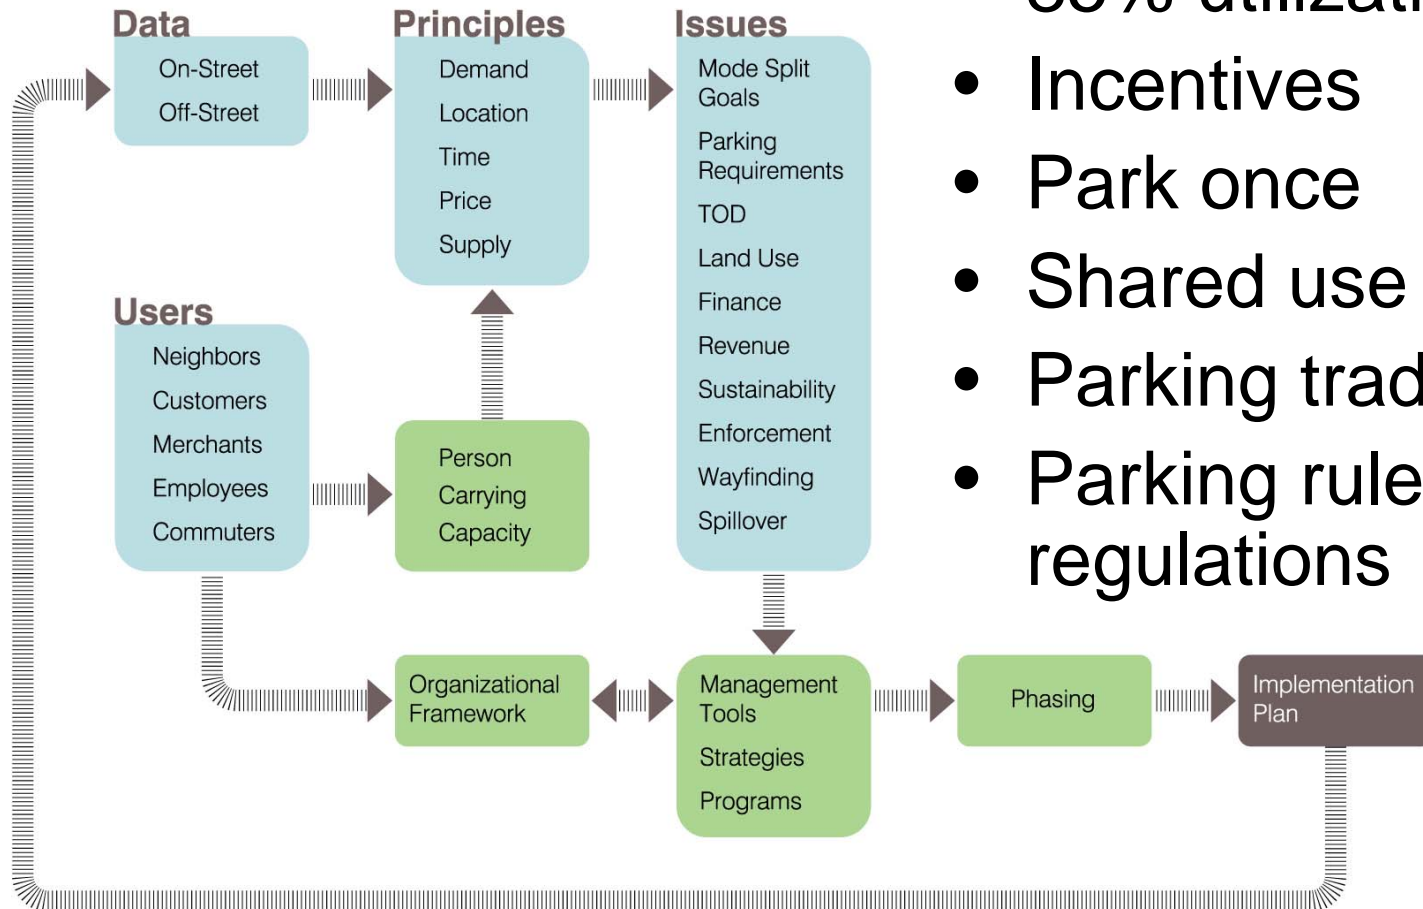 Data
On-Street
Off-Street
Principles
Demand
Location
Time
Price
Supply
Issues
Mode Split
Goals
Parking
Requirements
TOD
Land Use
Finance
Revenue
Sustainability
Enforcement
Wayfinding
Spillover
Users
Neighbors
Customers
Merchants
Employees
Commuters
Person
Carrying
Capacity
Organizational
Framework
Management
Tools
Strategies
Programs
Phasing
Implementation
Plan
• Incentives
• Park once
• Shared use
• Parking
• Parking
regulations